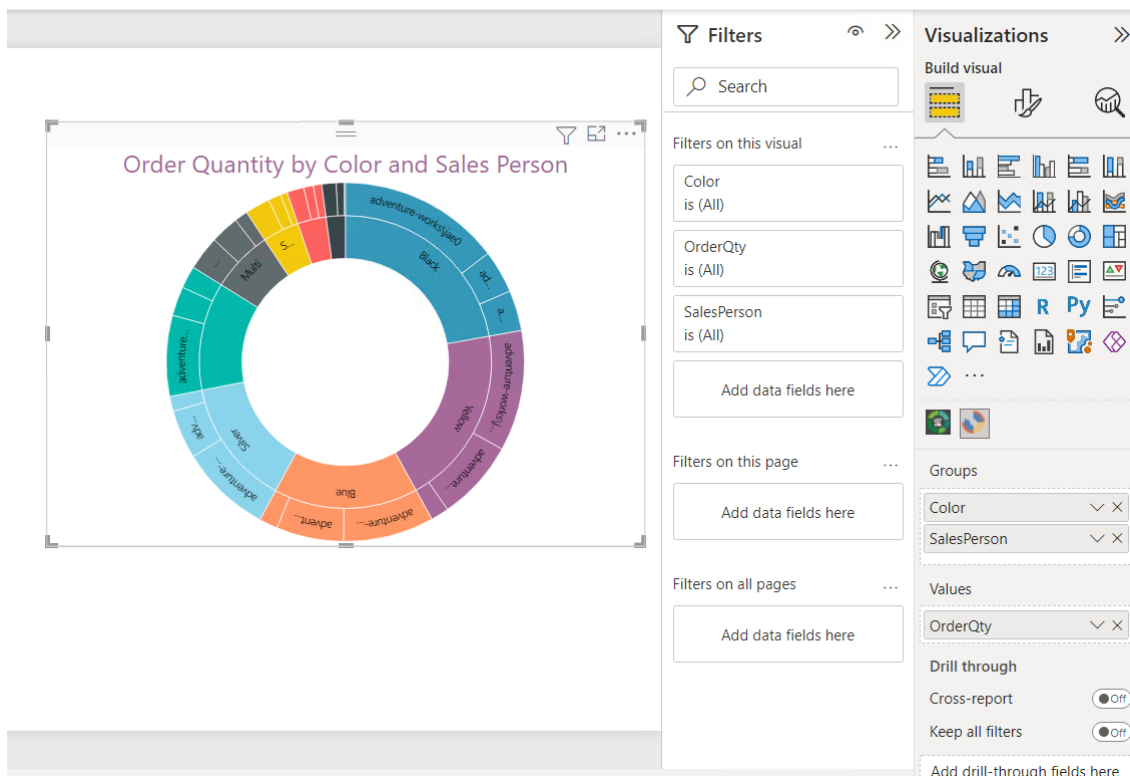 Order Quantity by Color and Sales Person
adventure-works\jae0
Black
ad...
a...
adventure-works\j...
Yellow
adventure...
adventure-...
Blue
advent...
adventure-...
Silver
adv...
adventure...
Multi
...
S...
Filters
Search
Filters on this visual
...
Color
is (All)
OrderQty
is (All)
SalesPerson
is (All)
Add data fields here
Filters on this page
...
Add data fields here
Filters on all pages
...
Add data fields here
Visualizations
Build visual
123
R
Py
...
Groups
Color
SalesPerson
Values
OrderQty
Drill through
Cross-report
Off
Keep all filters
Off
Add drill-through fields here